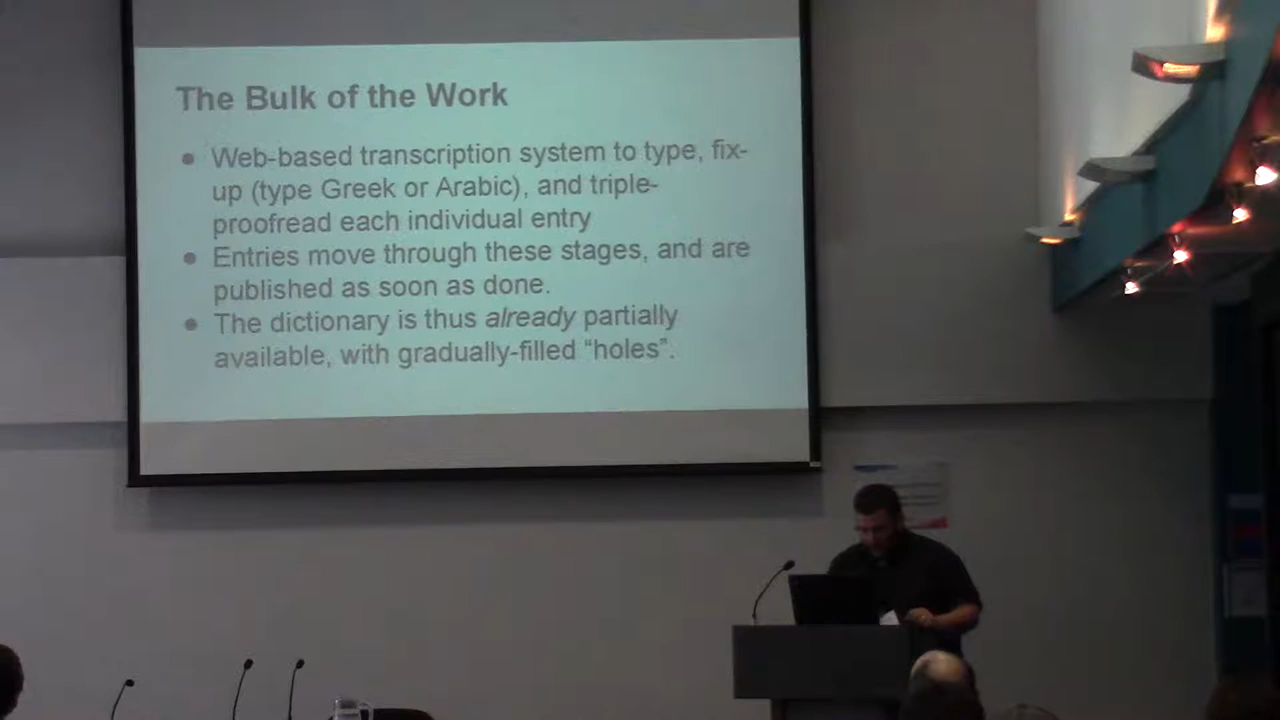 The Bulk of the Work
● Web-based transcription system to type, fix-
up (type Greek or Arabic), and triple-
proofread each individual entry
● Entries move through these stages, and are
published as soon as done.
● The dictionary is thus already partially
available, with gradually-filled “holes”.